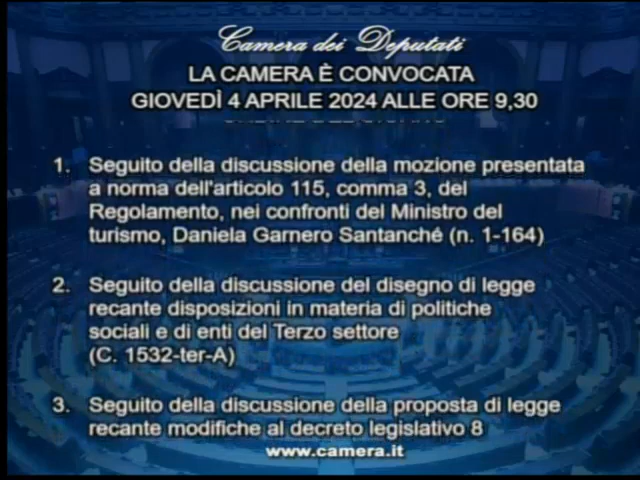 Camera dei Deputati
LA CAMERA È CONVOCATA
GIOVEDÌ 4 APRILE 2024 ALLE ORE 9,30
1. Seguito della discussione della mozione presentata
a norma dell'articolo 115, comma 3, del
Regolamento, nei confronti del Ministro del
turismo, Daniela Garnero Santanché (n. 1-164)
2. Seguito della discussione del disegno di legge
recante disposizioni in materia di politiche
sociali e di enti del Terzo settore
(C. 1532-ter-A)
3. Seguito della discussione della proposta di legge
recante modifiche al decreto legislativo 8
www.camera.it